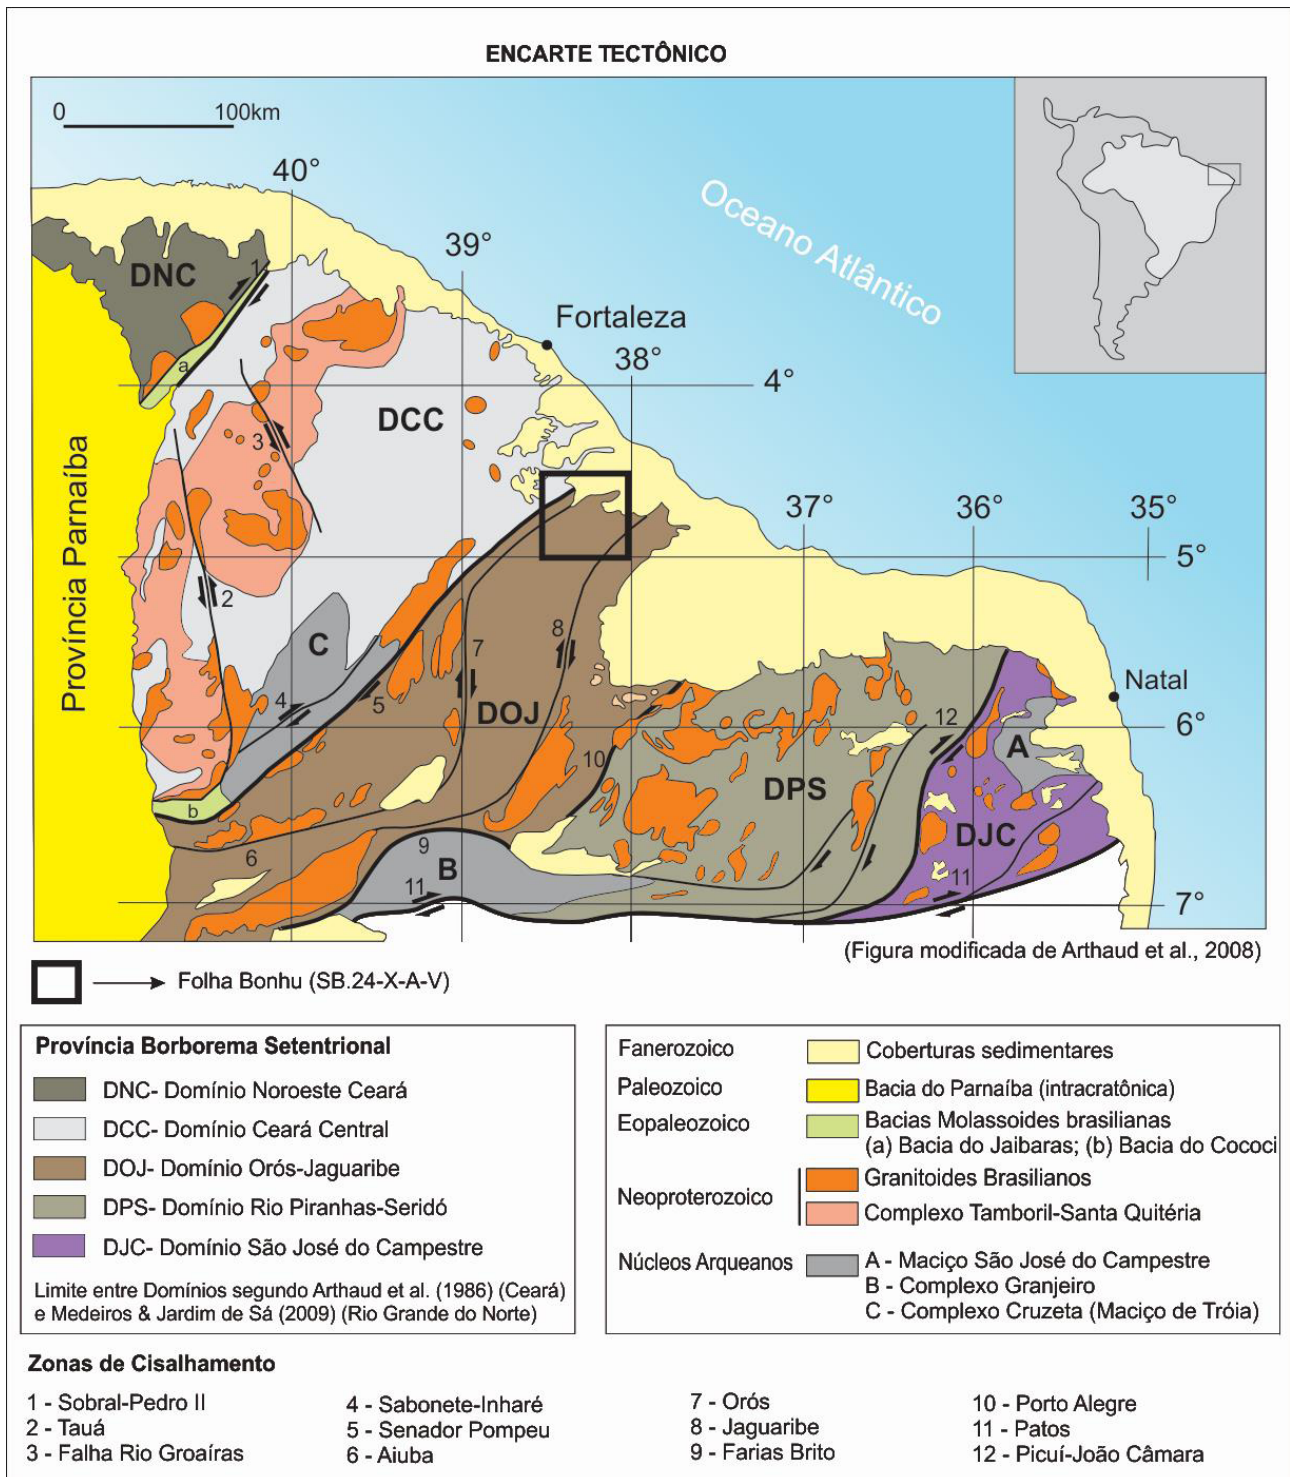 ENCARTE TECTÔNICO
0 100km
40°
39°
38°
37°
36°
35°
4°
5°
6°
7°
Oceano Atlântico
Fortaleza
Natal
Província Parnaíba
DNC
DCC
DOJ
DPS
DJC
A
B
C
a
b
1
2
3
4
5
6
7
8
9
10
11
11
12
(Figura modificada de Arthaud et al., 2008)
Folha Bonhu (SB.24-X-A-V)
Província Borborema Setentrional
DNC- Domínio Noroeste Ceará
DCC- Domínio Ceará Central
DOJ- Domínio Orós-Jaguaribe
DPS- Domínio Rio Piranhas-Seridó
DJC- Domínio São José do Campestre
Limite entre Domínios segundo Arthaud et al. (1986) (Ceará)
e Medeiros & Jardim de Sá (2009) (Rio Grande do Norte)
Fanerozoico Coberturas sedimentares
Paleozoico Bacia do Parnaíba (intracratônica)
Eopaleozoico Bacias Molassoides brasilianas
(a) Bacia do Jaibaras; (b) Bacia do Cococi
Neoproterozoico Granitoides Brasilianos
Complexo Tamboril-Santa Quitéria
Núcleos Arqueanos A - Maciço São José do Campestre
B - Complexo Granjeiro
C - Complexo Cruzeta (Maciço de Tróia)
Zonas de Cisalhamento
1 - Sobral-Pedro II
2 - Tauá
3 - Falha Rio Groaíras
4 - Sabonete-Inharé
5 - Senador Pompeu
6 - Aiuba
7 - Orós
8 - Jaguaribe
9 - Farias Brito
10 - Porto Alegre
11 - Patos
12 - Picuí-João Câmara